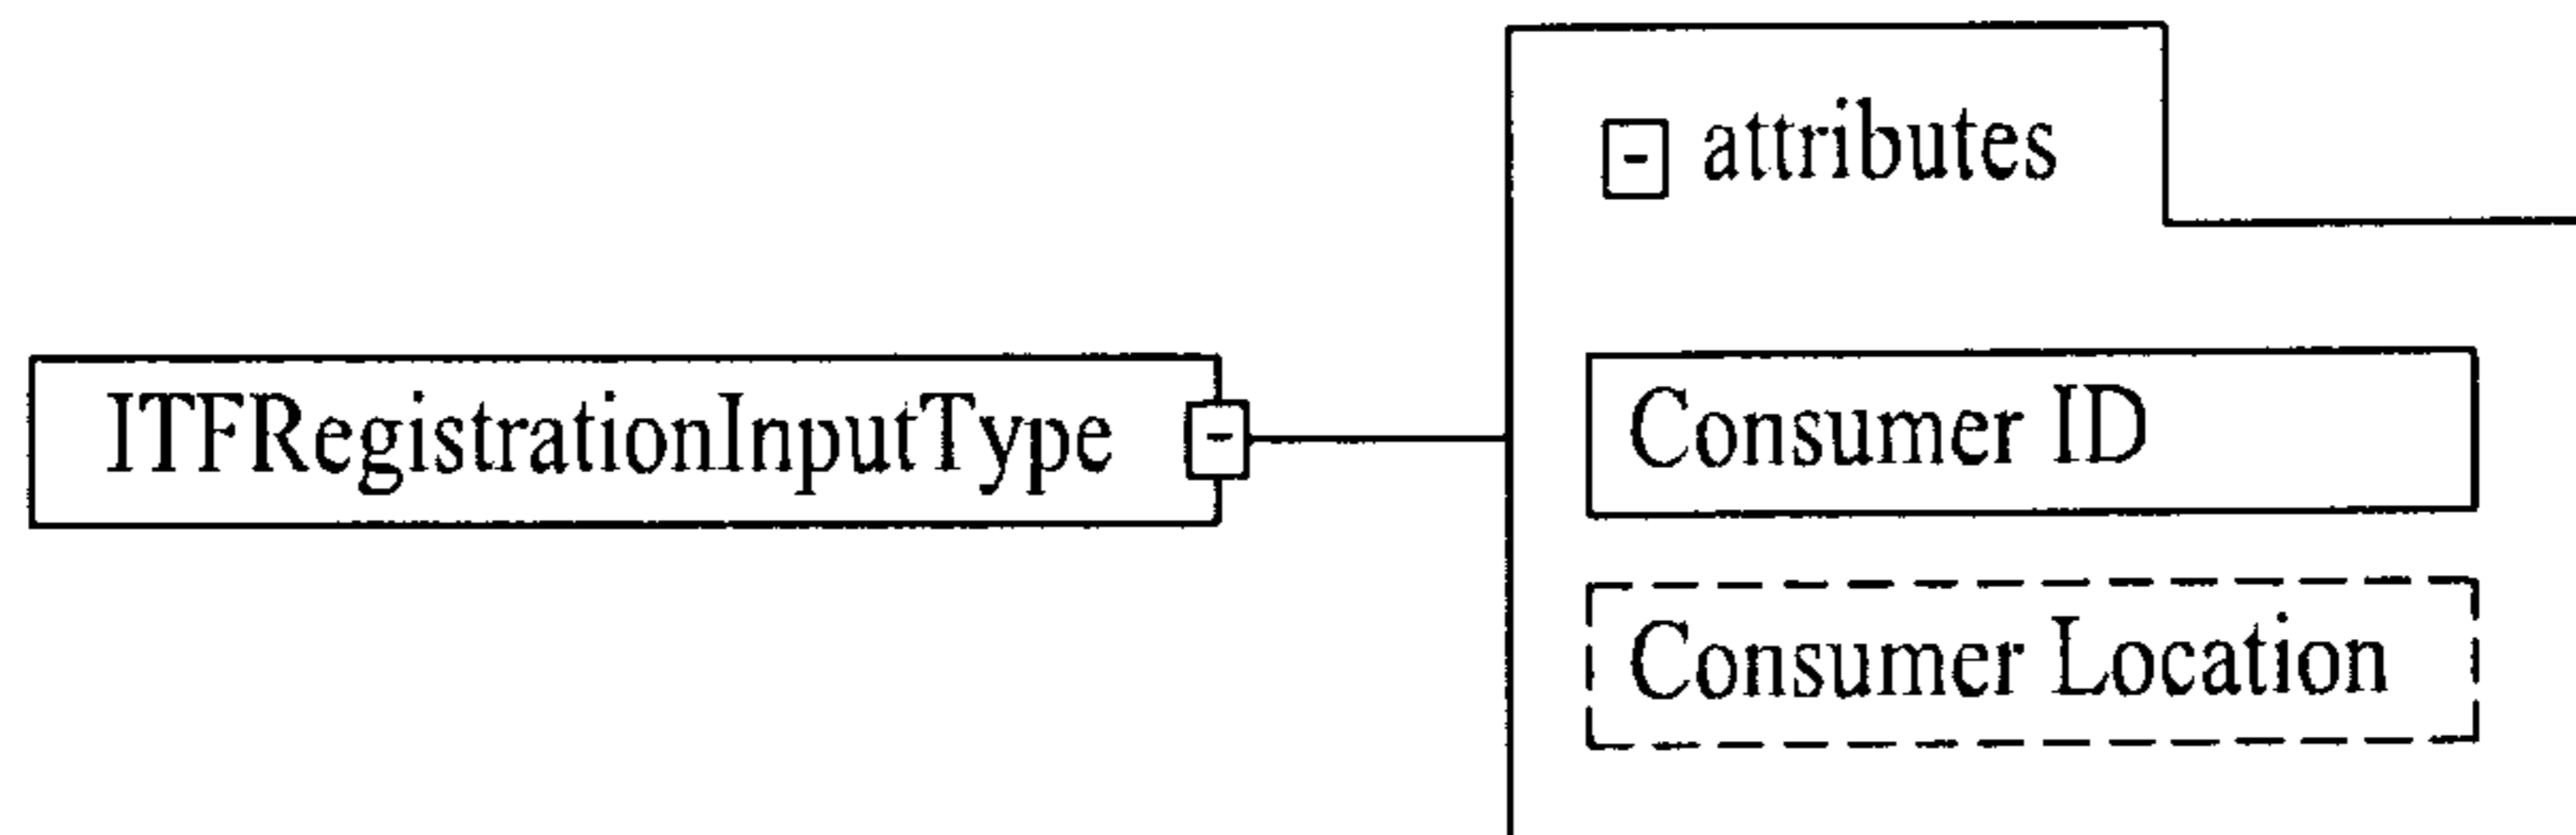 - attributes
ITFRegistrationInputType -
Consumer ID
Consumer Location